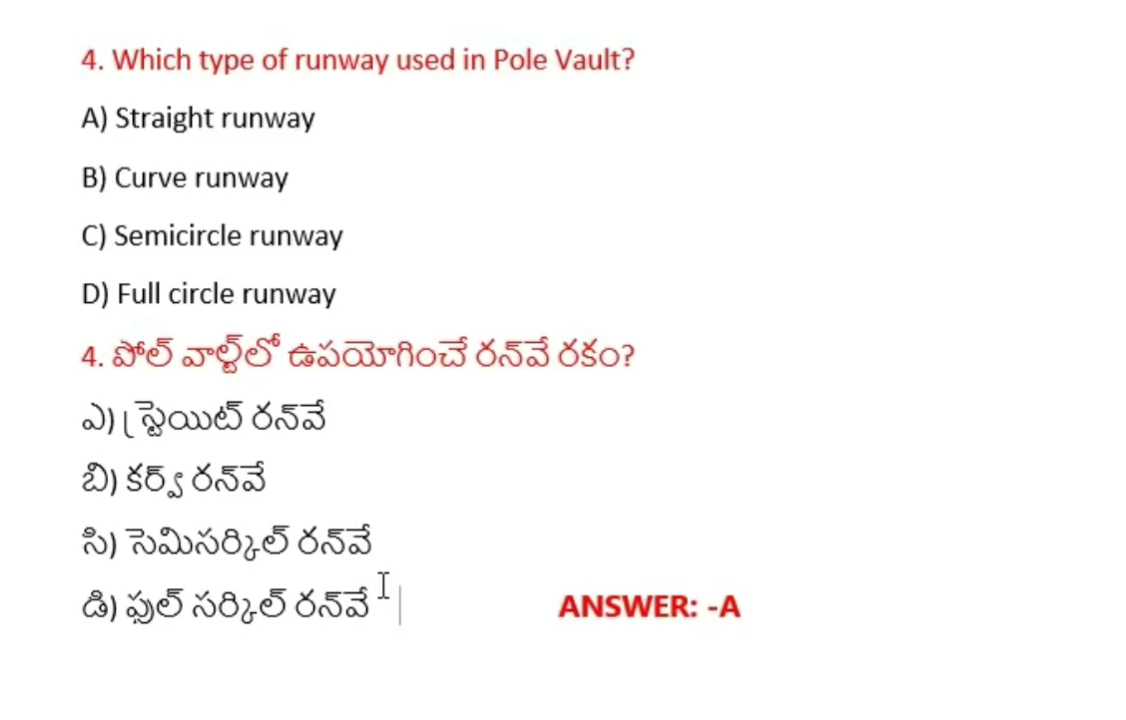 4. Which type of runway used in Pole Vault?
A) Straight runway
B) Curve runway
C) Semicircle runway
D) Full circle runway
4. పోల్ వాల్ట్‌లో ఉపయోగించే రన్‌వే రకం?
ఎ) స్ట్రెయిట్ రన్‌వే
బి) కర్వ్ రన్‌వే
సి) సెమిసర్కిల్ రన్‌వే
డి) ఫుల్ సర్కిల్ రన్‌వే ANSWER: -A